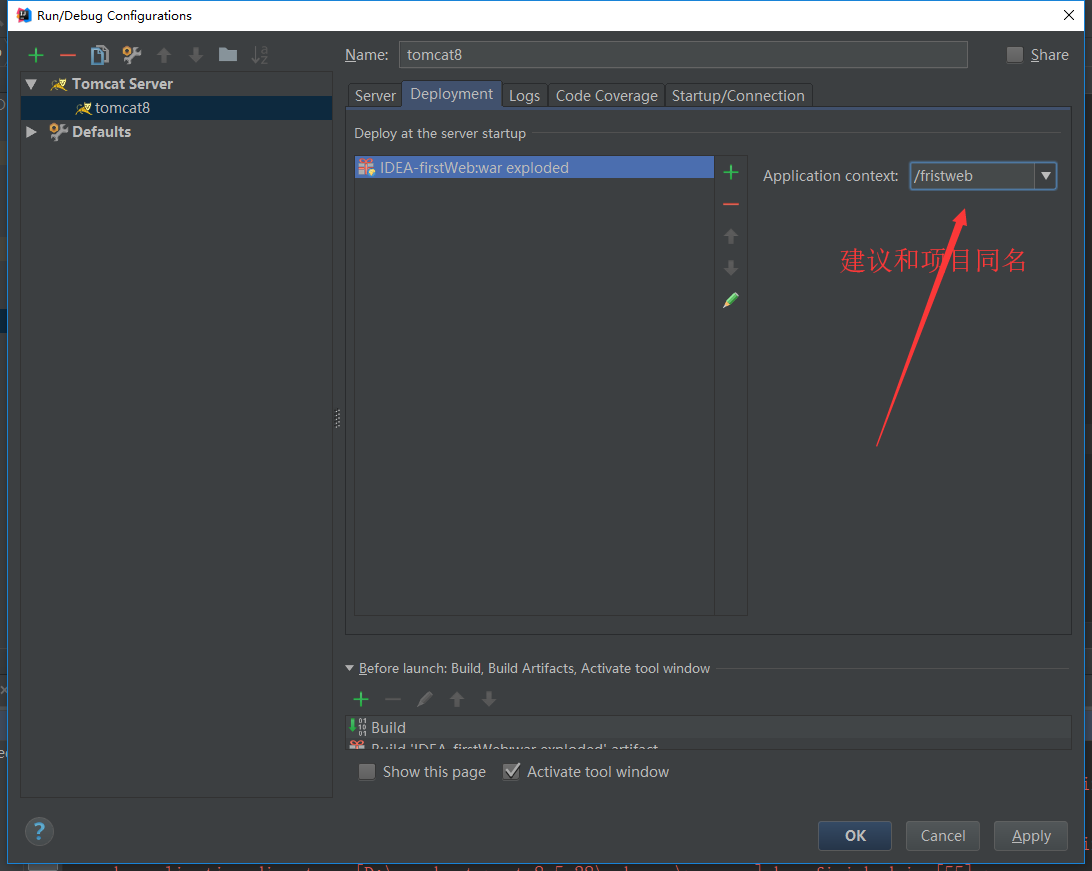 Run/Debug Configurations
Name: tomcat8
Share
Tomcat Server
tomcat8
Defaults
Server Deployment Logs Code Coverage Startup/Connection
Deploy at the server startup
IDEA-firstWeb:war exploded
Application context: /fristweb
建议和项目同名
Before launch: Build, Build Artifacts, Activate tool window
Build
Build 'IDEA-firstWeb:war exploded' artifact
Show this page Activate tool window
?
OK Cancel Apply